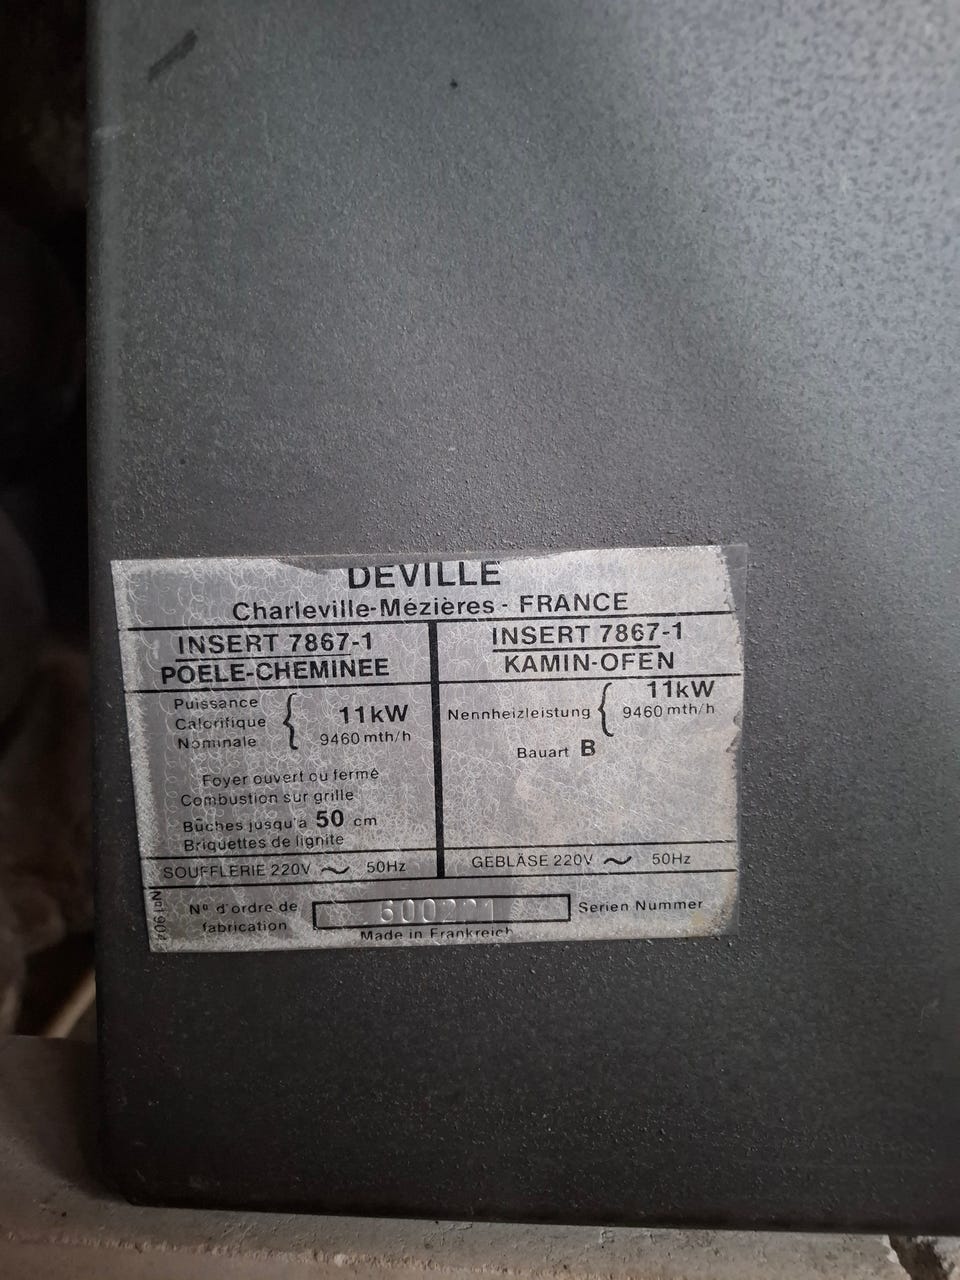 DEVILLE
Charleville-Mézières - FRANCE
INSERT 7867-1
POELE-CHEMINEE
Puissance
Calorifique
Nominale
11kW
9460 mth/h
Foyer ouvert ou fermé
Combustion sur grille
Bûches jusqu'a 50 cm
Briquettes de lignite
SOUFFLERIE 220V ~ 50Hz
INSERT 7867-1
KAMIN-OFEN
Nennheizleistung
11kW
9460 mth/h
Bauart B
GEBLÄSE 220V ~ 50Hz
Nº d'ordre de
fabrication
Serien Nummer
Made in Frankreich